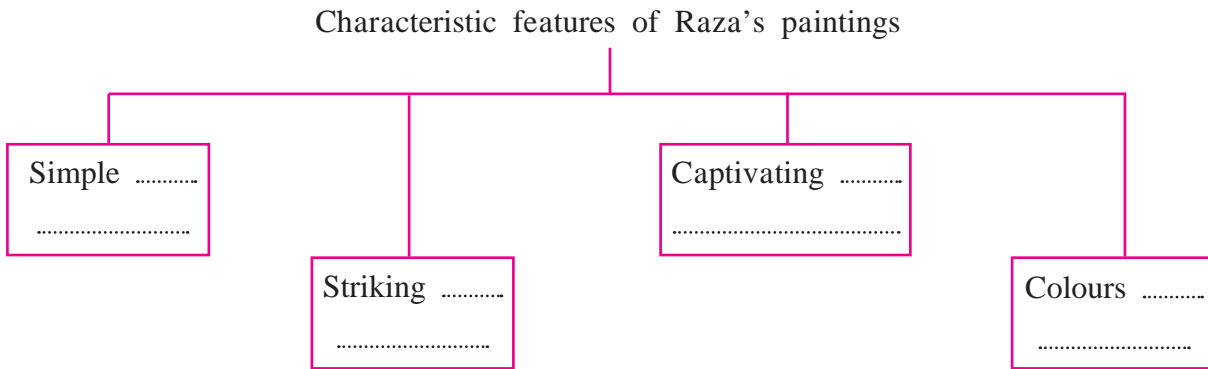 Characteristic features of Raza’s paintings
Simple ............
.............................
Striking ............
.............................
Captivating ............
...........................................
Colours ............
.............................